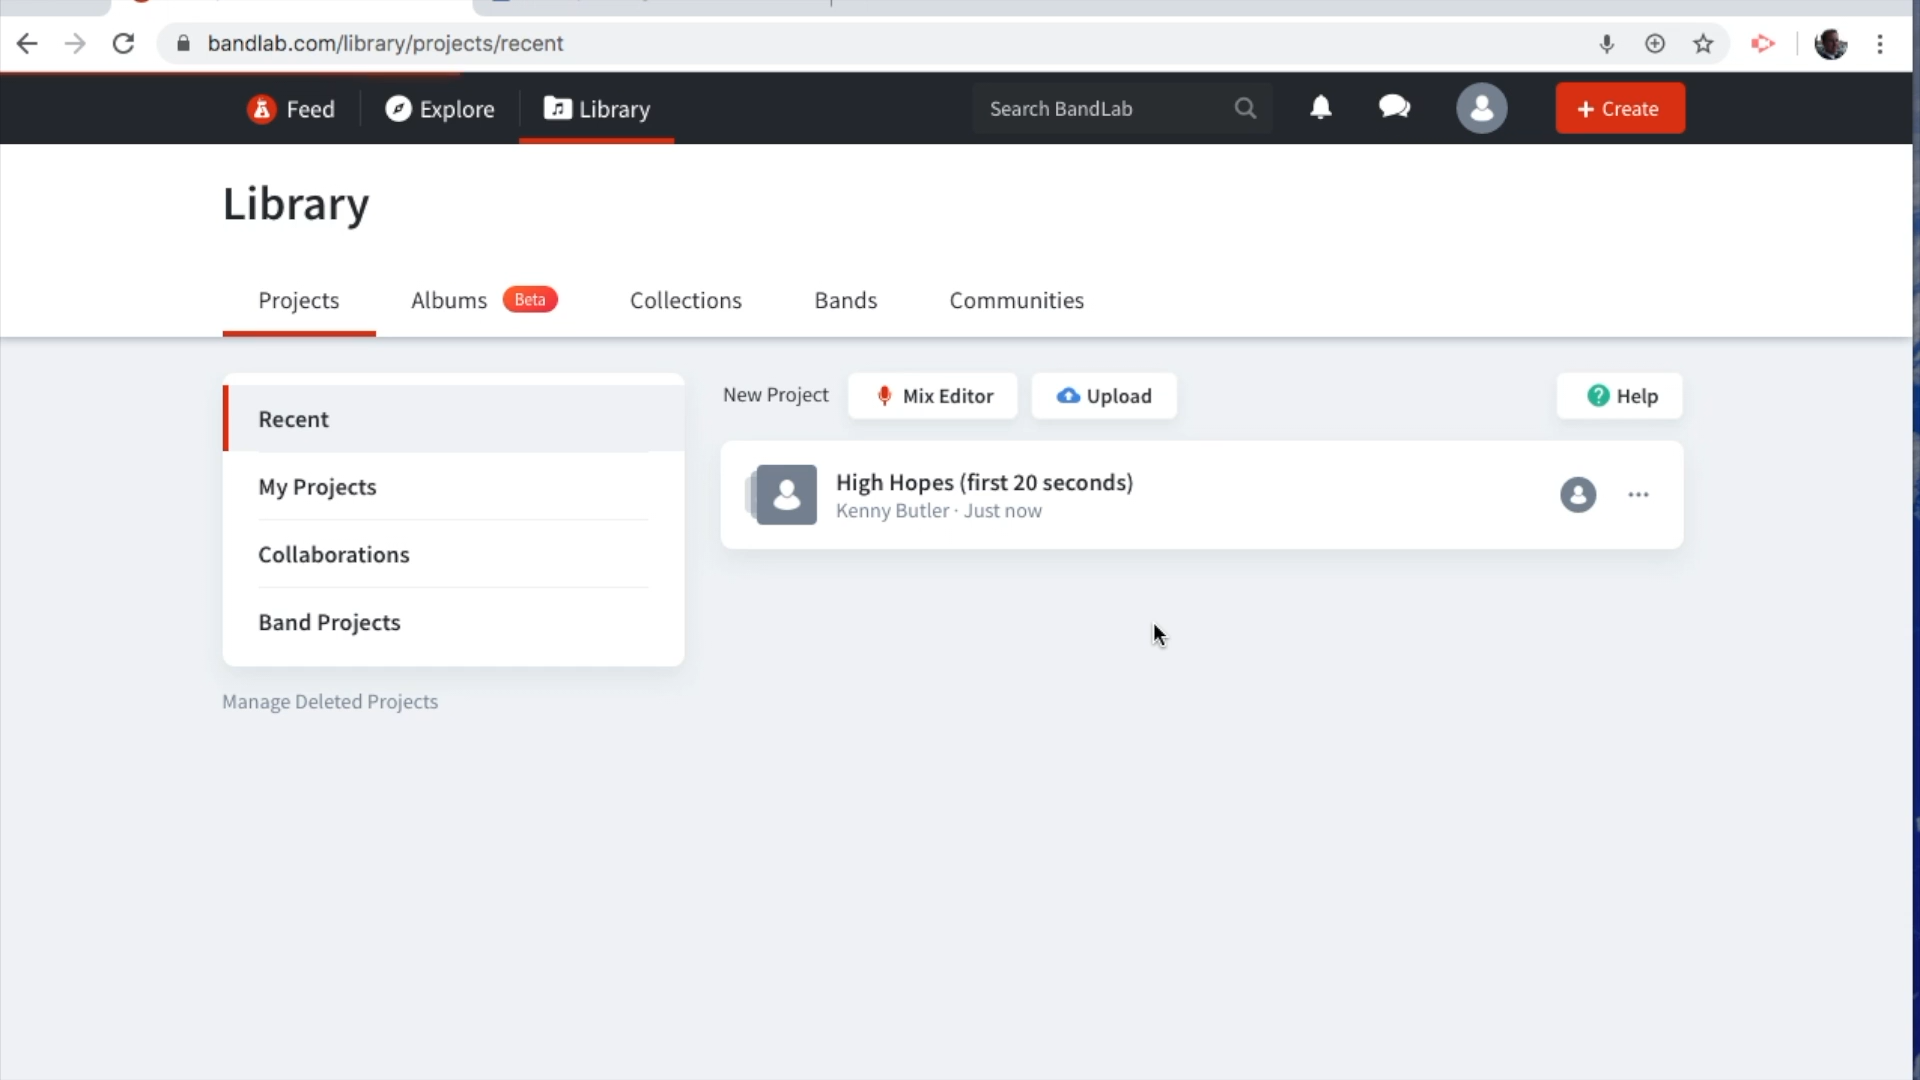 bandlab.com/library/projects/recent
Feed
Explore
Library
Search BandLab
+ Create
Library
Projects
Albums
Beta
Collections
Bands
Communities
Recent
My Projects
Collaborations
Band Projects
Manage Deleted Projects
New Project
Mix Editor
Upload
? Help
High Hopes (first 20 seconds)
Kenny Butler · Just now